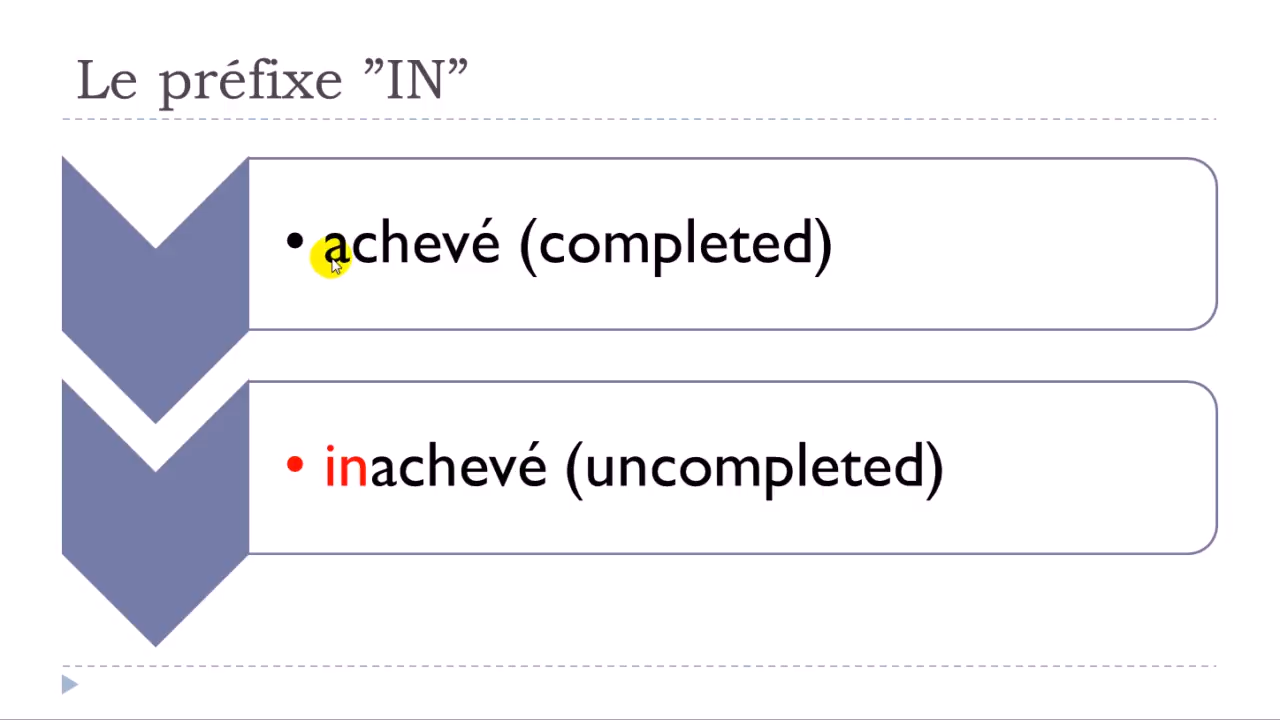 Le préfixe ”IN”
• achevé (completed)
• inachevé (uncompleted)